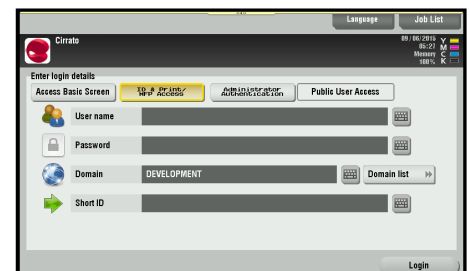 Language Job List
Cirrato
09/06/2015
05:27
Memory
100%
Y
M
C
K
Enter login details
Access Basic Screen
ID & Print/
MFP Access
Administrator
Authentication
Public User Access
User name
Password
Domain DEVELOPMENT Domain list
Short ID
Login